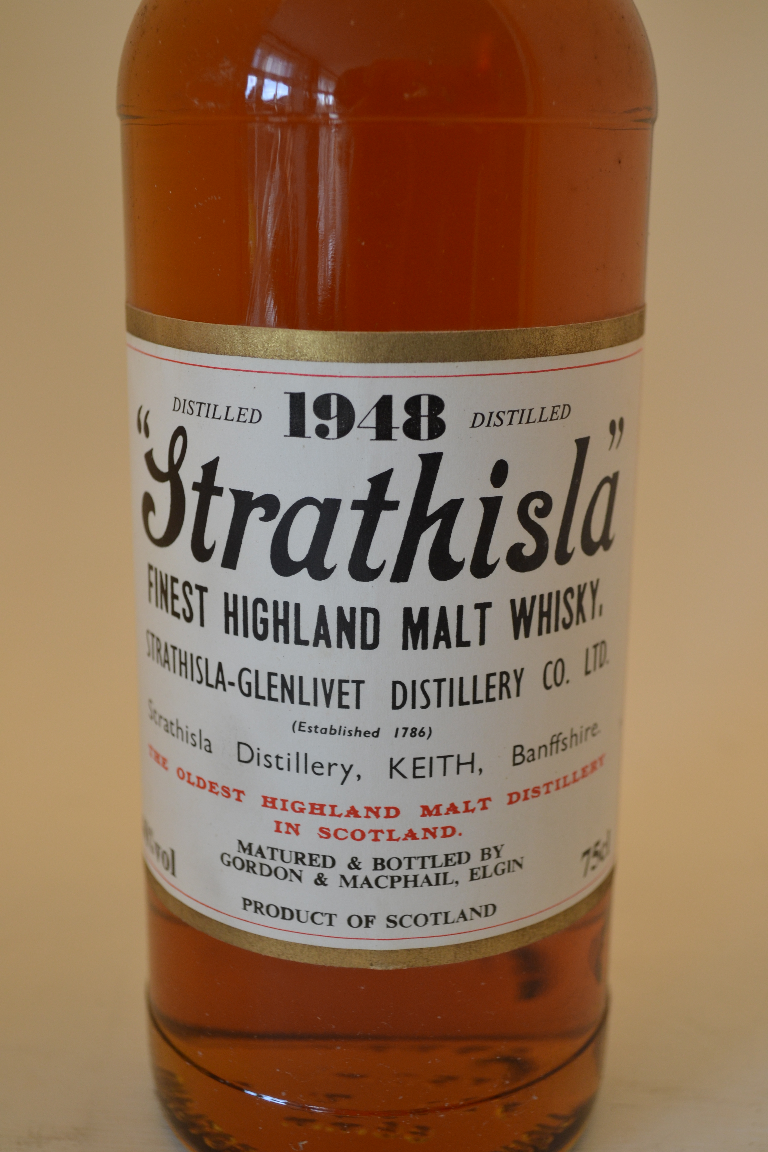 DISTILLED 1948 DISTILLED
"Strathisla"
FINEST HIGHLAND MALT WHISKY.
STRATHISLA-GLENLIVET DISTILLERY CO. LTD.
(Established 1786)
Strathisla Distillery, KEITH, Banffshire.
THE OLDEST HIGHLAND MALT DISTILLERY
IN SCOTLAND.
MATURED & BOTTLED BY
GORDON & MACPHAIL, ELGIN
75cl
PRODUCT OF SCOTLAND